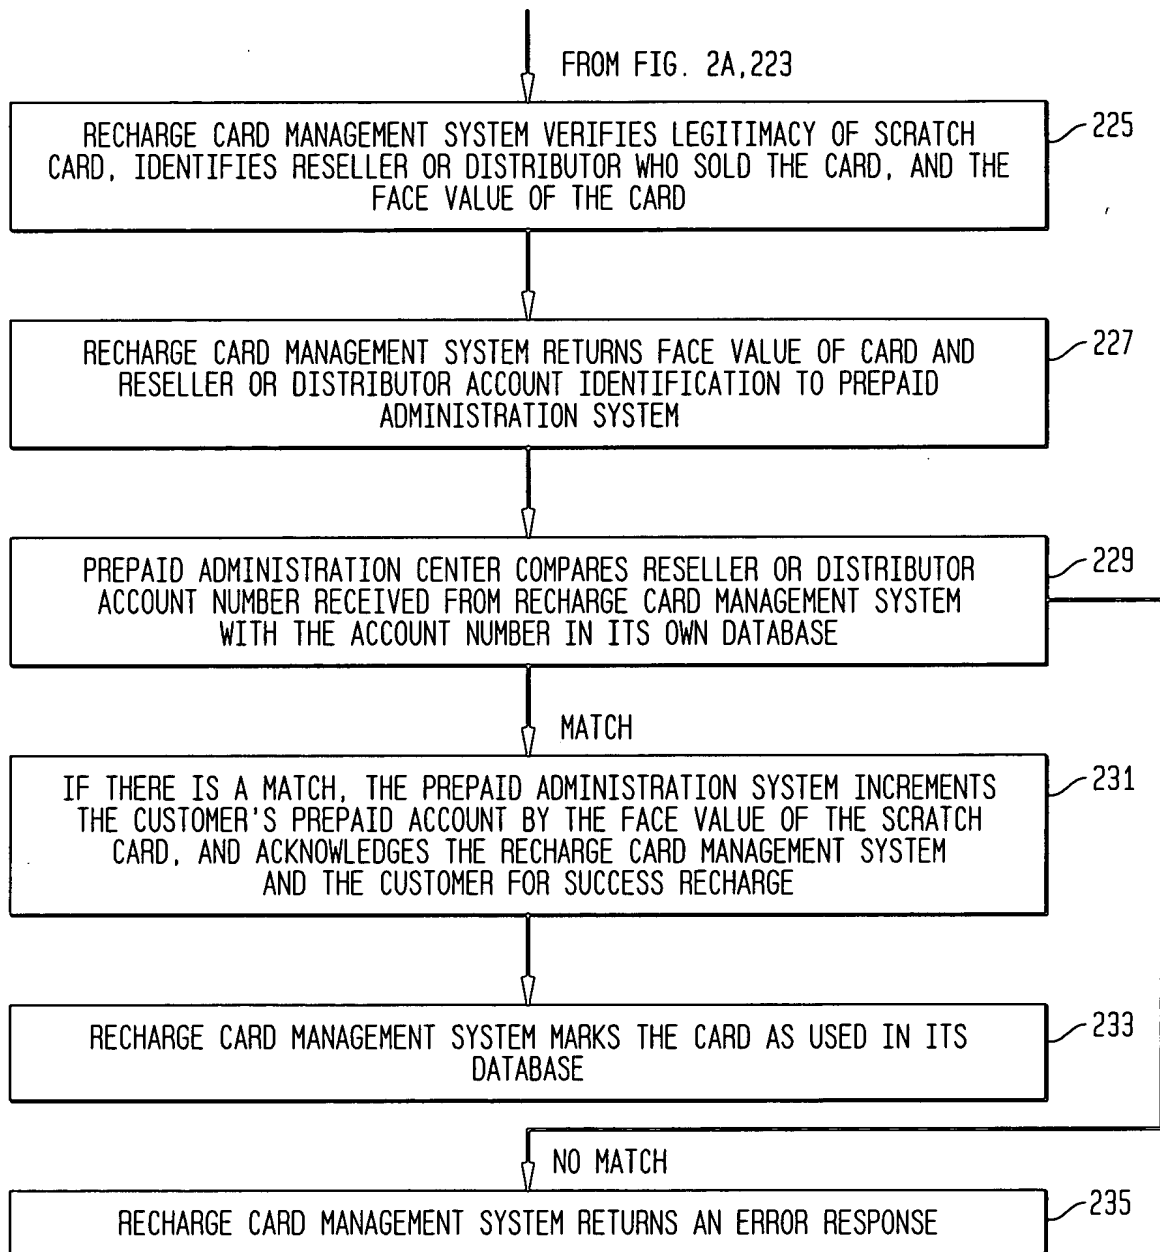 FROM FIG. 2A,223
RECHARGE CARD MANAGEMENT SYSTEM VERIFIES LEGITIMACY OF SCRATCH
CARD, IDENTIFIES RESELLER OR DISTRIBUTOR WHO SOLD THE CARD, AND THE
FACE VALUE OF THE CARD
225
RECHARGE CARD MANAGEMENT SYSTEM RETURNS FACE VALUE OF CARD AND
RESELLER OR DISTRIBUTOR ACCOUNT IDENTIFICATION TO PREPAID
ADMINISTRATION SYSTEM
227
PREPAID ADMINISTRATION CENTER COMPARES RESELLER OR DISTRIBUTOR
ACCOUNT NUMBER RECEIVED FROM RECHARGE CARD MANAGEMENT SYSTEM
WITH THE ACCOUNT NUMBER IN ITS OWN DATABASE
229
MATCH
IF THERE IS A MATCH, THE PREPAID ADMINISTRATION SYSTEM INCREMENTS
THE CUSTOMER'S PREPAID ACCOUNT BY THE FACE VALUE OF THE SCRATCH
CARD, AND ACKNOWLEDGES THE RECHARGE CARD MANAGEMENT SYSTEM
AND THE CUSTOMER FOR SUCCESS RECHARGE
231
RECHARGE CARD MANAGEMENT SYSTEM MARKS THE CARD AS USED IN ITS
DATABASE
233
NO MATCH
RECHARGE CARD MANAGEMENT SYSTEM RETURNS AN ERROR RESPONSE
235